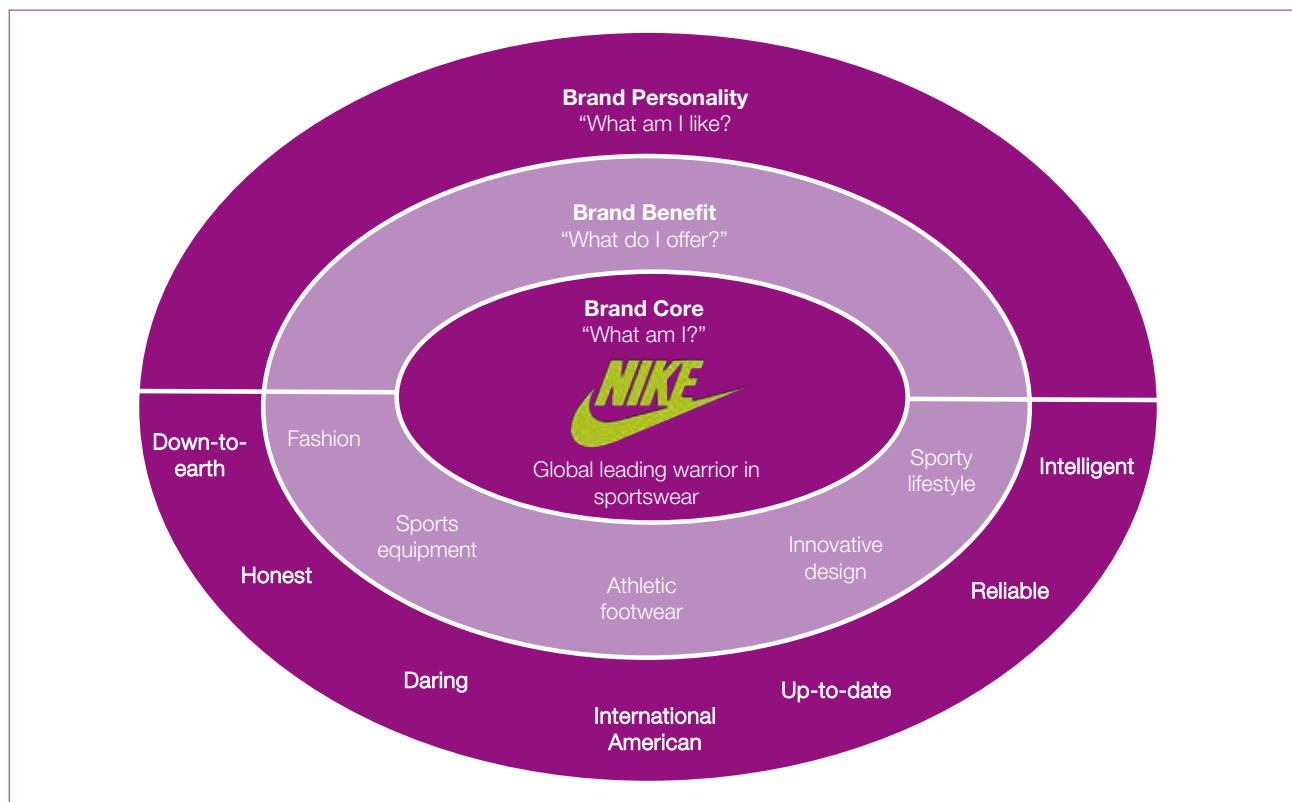 Brand Personality
“What am I like?
Brand Benefit
“What do I offer?”
Brand Core
“What am I?”
NIKE
Global leading warrior in
sportswear
Fashion
Sports
equipment
Athletic
footwear
Innovative
design
Sporty
lifestyle
Down-to-
earth
Honest
Daring
International
American
Up-to-date
Reliable
Intelligent